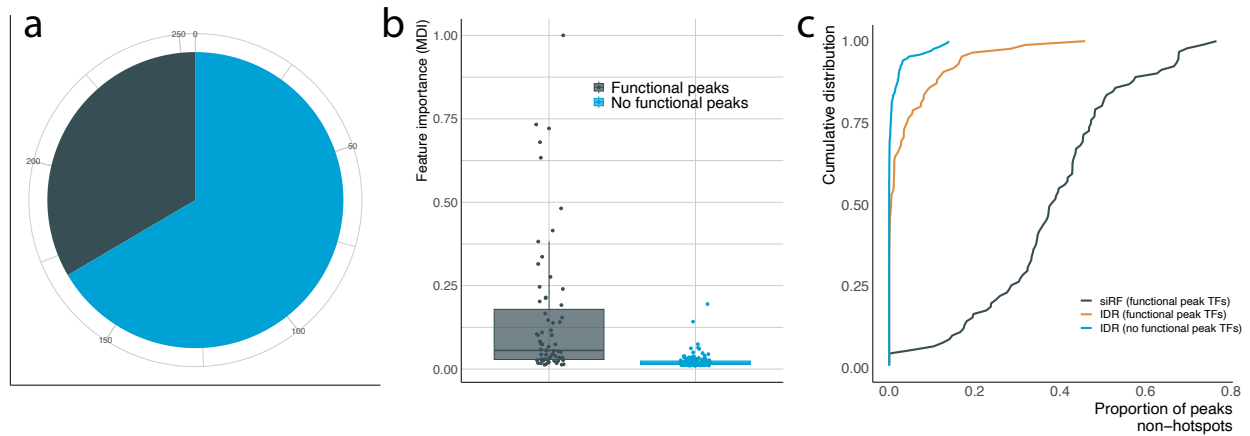 a
250
0
50
100
150
200
b
Feature importance (MDI)
1.00
0.75
0.50
0.25
0.00
Functional peaks
No functional peaks
c
Cumulative distribution
1.00
0.75
0.50
0.25
0.00
siRF (functional peak TFs)
IDR (functional peak TFs)
IDR (no functional peak TFs)
0.0 0.2 0.4 0.6 0.8
Proportion of peaks
non−hotspots